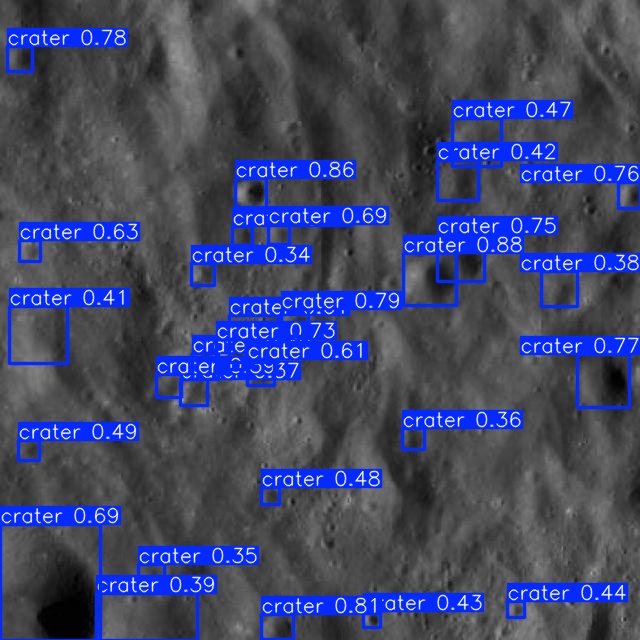 crater 0.78
crater 0.47
crater 0.42
crater 0.86
crater 0.76
cra
crater 0.69
crater 0.75
crater 0.63
crater 0.88
crater 0.34
crater 0.38
crater 0.41
crater 0.79
crater 0.73
crater 0.61
crater 0.77
crater 0.36
crater 0.49
crater 0.48
crater 0.69
crater 0.35
crater 0.39
crater 0.44
crater 0.81
ater 0.43